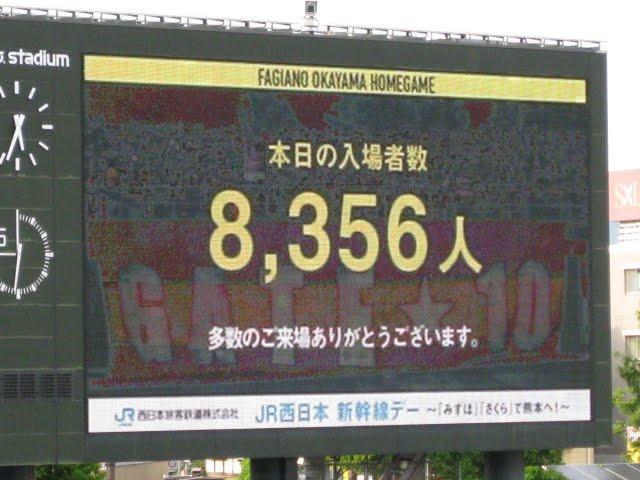 stadium
FAGIANO OKAYAMA HOMEGAME
本日の入場者数
8,356人
GATE★10
多数のご来場ありがとうございます。
JR 西日本旅客鉄道株式会社 JR西日本 新幹線デー ～「みずほ」「さくら」で熊本へ!～